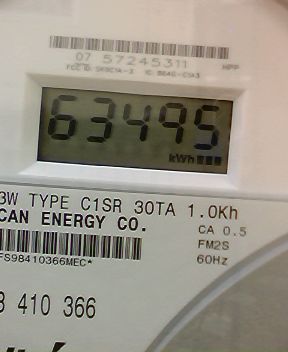 07 57245311
63495
kWh
3W TYPE C1SR 30TA 1.0Kh
CAN ENERGY CO.
CA 0.5
FM2S
60Hz
FS98410366MEC*
410 366